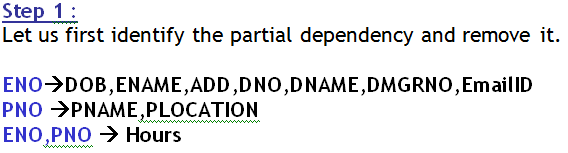 Step 1 :
Let us first identify the partial dependency and remove it.
ENO→DOB,ENAME,ADD,DNO,DNAME,DMGRNO,EmailID
PNO →PNAME,PLOCATION
ENO,PNO → Hours